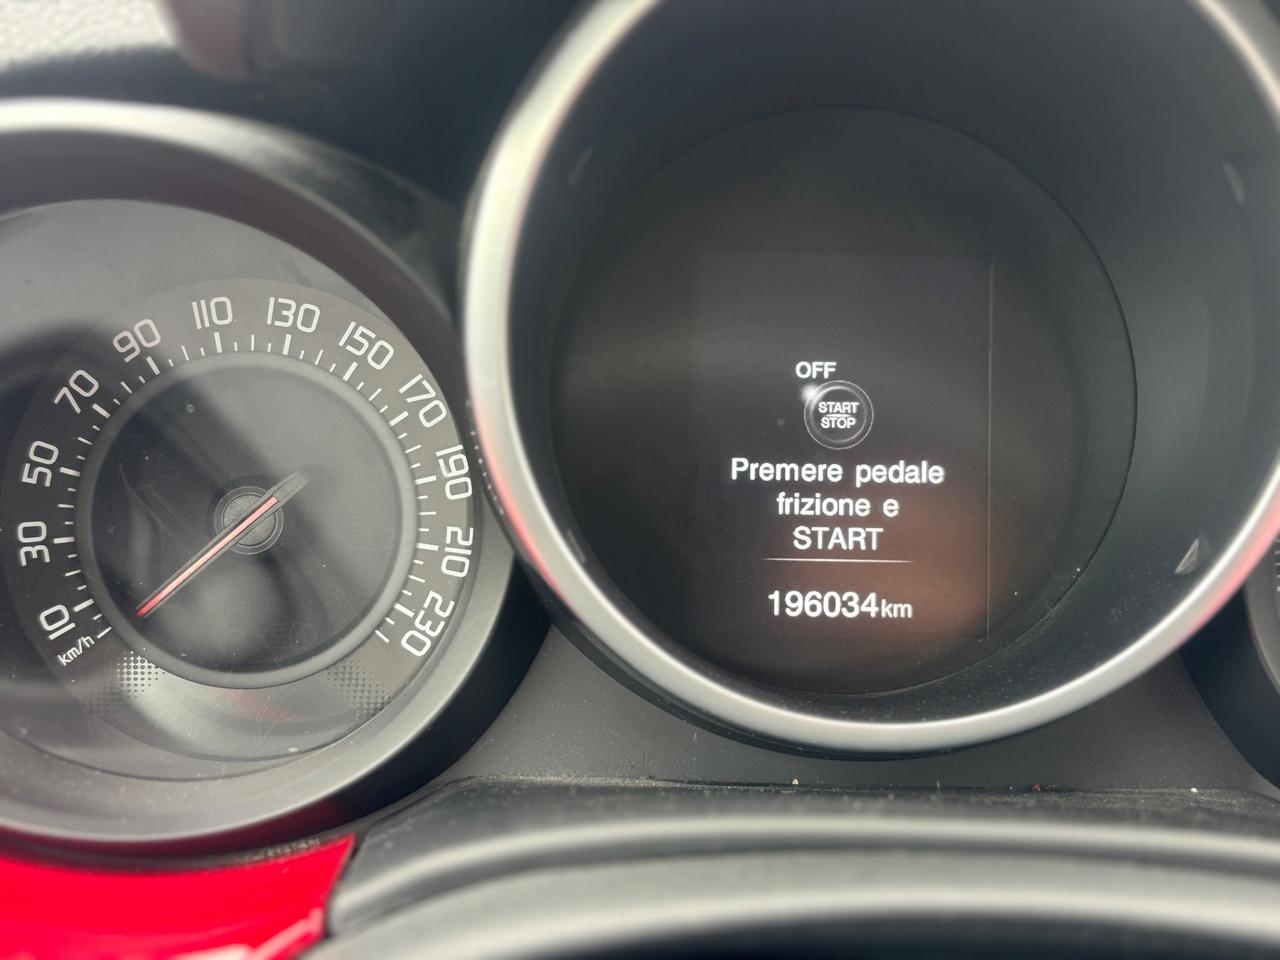 10
30
50
70
90
110
130
150
170
190
210
230
km/h
OFF
START
STOP
Premere pedale
frizione e
START
196034km